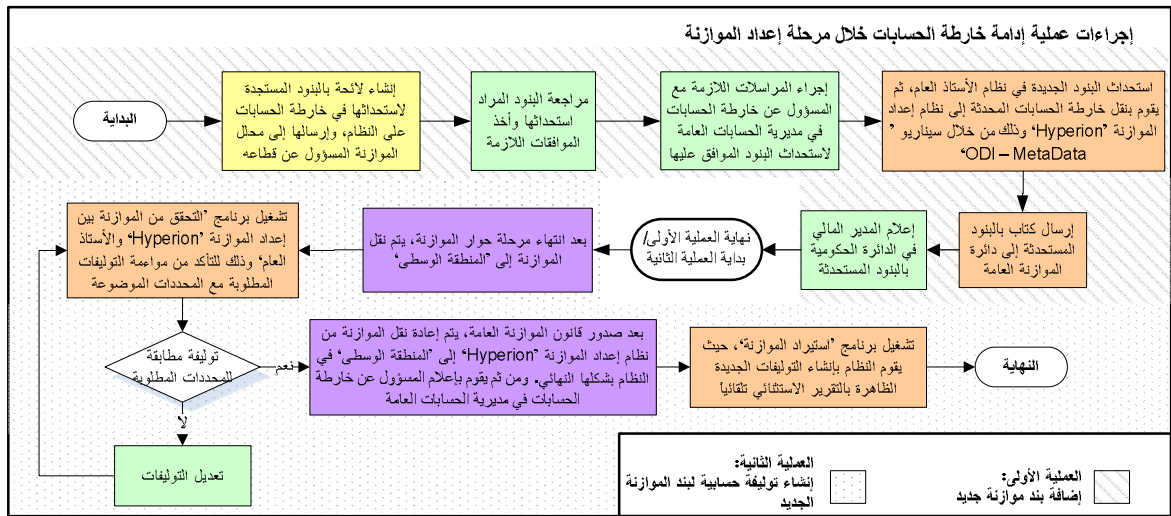 إجراءات عملية إدامة خارطة الحسابات خلال مرحلة إعداد الموازنة
البداية
إنشاء لائحة بالبنود المستجدة
لاستحداثها في خارطة الحسابات
على النظام، وإرسالها إلى محلل
الموازنة المسؤول عن قطاعه
مراجعة البنود المراد
استحداثها وأخذ
الموافقات اللازمة
إجراء المراسلات اللازمة مع
المسؤول عن خارطة الحسابات
في مديرية الحسابات العامة
لاستحداث البنود الموافق عليها
استحداث البنود الجديدة في نظام الأستاذ العام، ثم
يقوم بنقل خارطة الحسابات المحدثة إلى نظام إعداد
الموازنة ’Hyperion‘ وذلك من خلال سيناريو ’
ODI – MetaData‘
إرسال كتاب بالبنود
المستحدثة إلى دائرة
الموازنة العامة
إعلام المدير المالي
في الدائرة الحكومية
بالبنود المستحدثة
نهاية العملية الأولى/
بداية العملية الثانية
بعد انتهاء مرحلة حوار الموازنة، يتم نقل
الموازنة إلى ’المنطقة الوسطى‘
تشغيل برنامج ’التحقق من الموازنة بين
إعداد الموازنة ’Hyperion‘ والأستاذ
العام‘ وذلك للتأكد من مواءمة التوليفات
المطلوبة مع المحددات الموضوعة
توليفة مطابقة
للمحددات المطلوبة
نعم
لا
تعديل التوليفات
بعد صدور قانون الموازنة العامة، يتم إعادة نقل الموازنة من
نظام إعداد الموازنة ’Hyperion‘ إلى ’المنطقة الوسطى‘ في
النظام بشكلها النهائي. ومن ثم يقوم بإعلام المسؤول عن خارطة
الحسابات في مديرية الحسابات العامة
تشغيل برنامج ’استيراد الموازنة‘، حيث
يقوم النظام بإنشاء التوليفات الجديدة
الظاهرة بالتقرير الاستثنائي تلقائياً
النهاية
العملية الأولى:
إضافة بند موازنة جديد
العملية الثانية:
إنشاء توليفة حسابية لبند الموازنة
الجديد